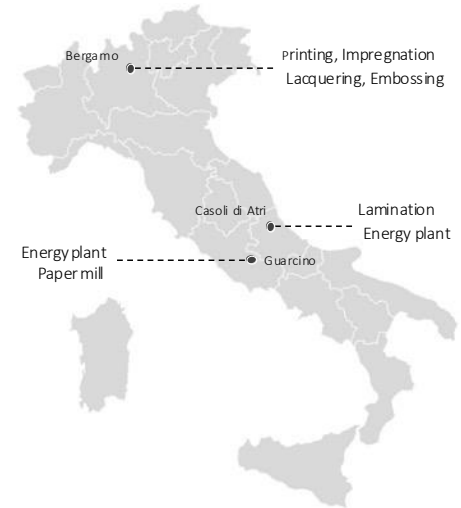 Bergamo
Printing, Impregnation
Lacquering, Embossing
Casoli di Atri
Lamination
Energy plant
Energy plant
Paper mill
Guarcino